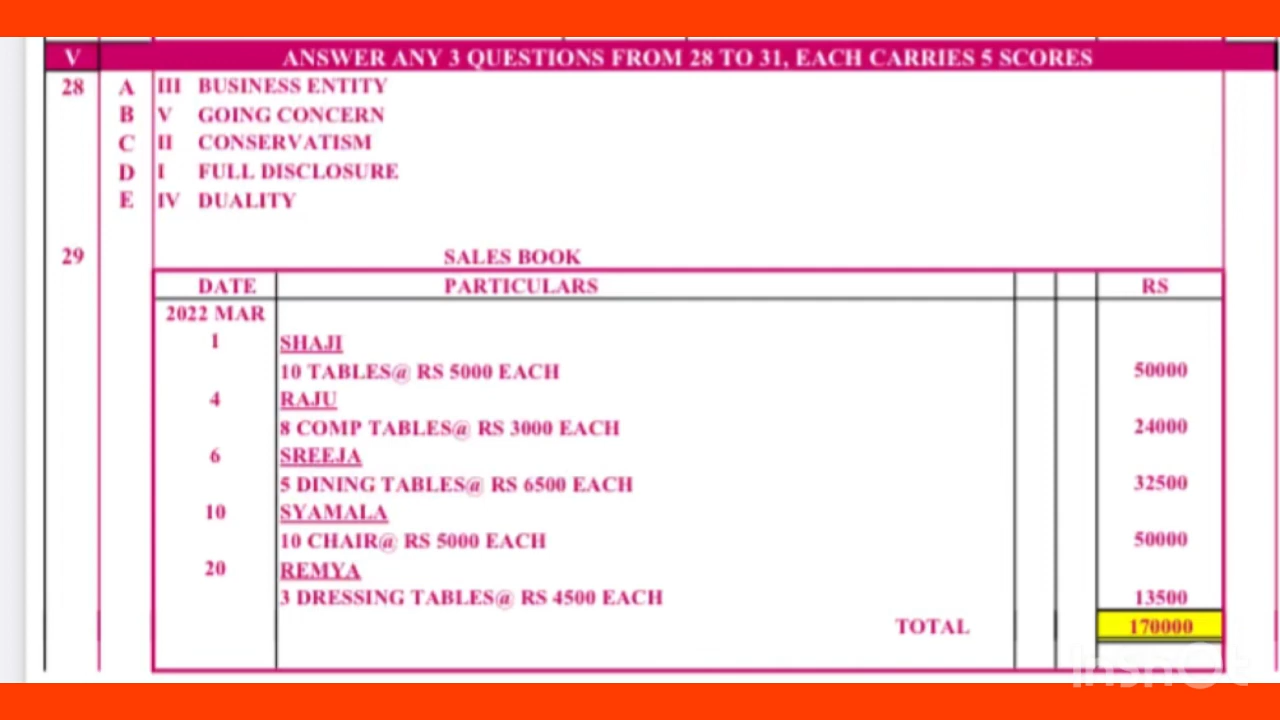 V ANSWER ANY 3 QUESTIONS FROM 28 TO 31, EACH CARRIES 5 SCORES
28 A III BUSINESS ENTITY
B V GOING CONCERN
C II CONSERVATISM
D I FULL DISCLOSURE
E IV DUALITY
29 SALES BOOK
DATE PARTICULARS RS
2022 MAR
1 SHAJI
10 TABLES@ RS 5000 EACH 50000
4 RAJU
8 COMP TABLES@ RS 3000 EACH 24000
6 SREEJA
5 DINING TABLES@ RS 6500 EACH 32500
10 SYAMALA
10 CHAIR@ RS 5000 EACH 50000
20 REMYA
3 DRESSING TABLES@ RS 4500 EACH 13500
TOTAL 170000